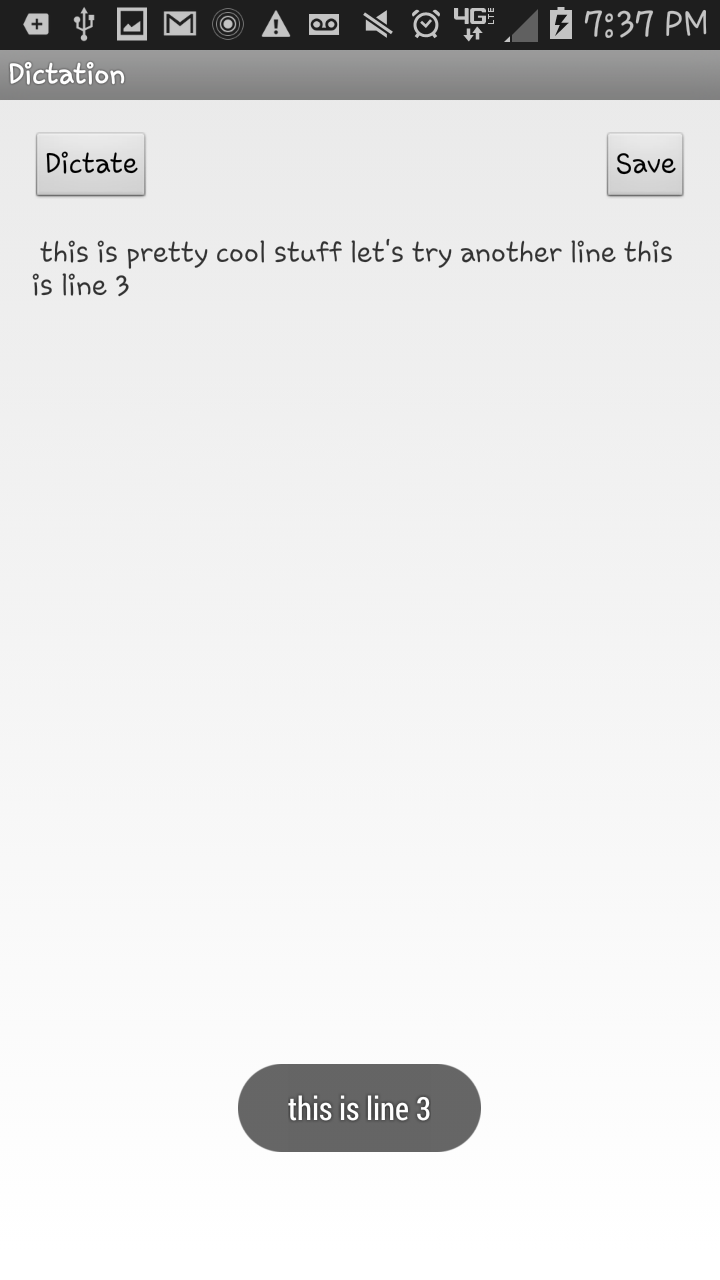 4G LTE 7:37 PM
Dictation
Dictate Save
this is pretty cool stuff let's try another line this
is line 3
this is line 3